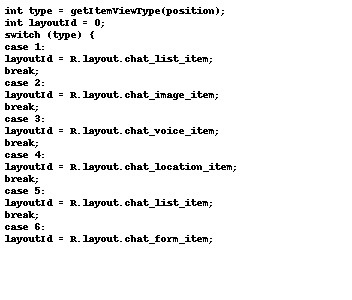 int type = getItemViewType(position);
int layoutId = 0;
switch (type) {
case 1:
layoutId = R.layout.chat_list_item;
break;
case 2:
layoutId = R.layout.chat_image_item;
break;
case 3:
layoutId = R.layout.chat_voice_item;
break;
case 4:
layoutId = R.layout.chat_location_item;
break;
case 5:
layoutId = R.layout.chat_list_item;
break;
case 6:
layoutId = R.layout.chat_form_item;